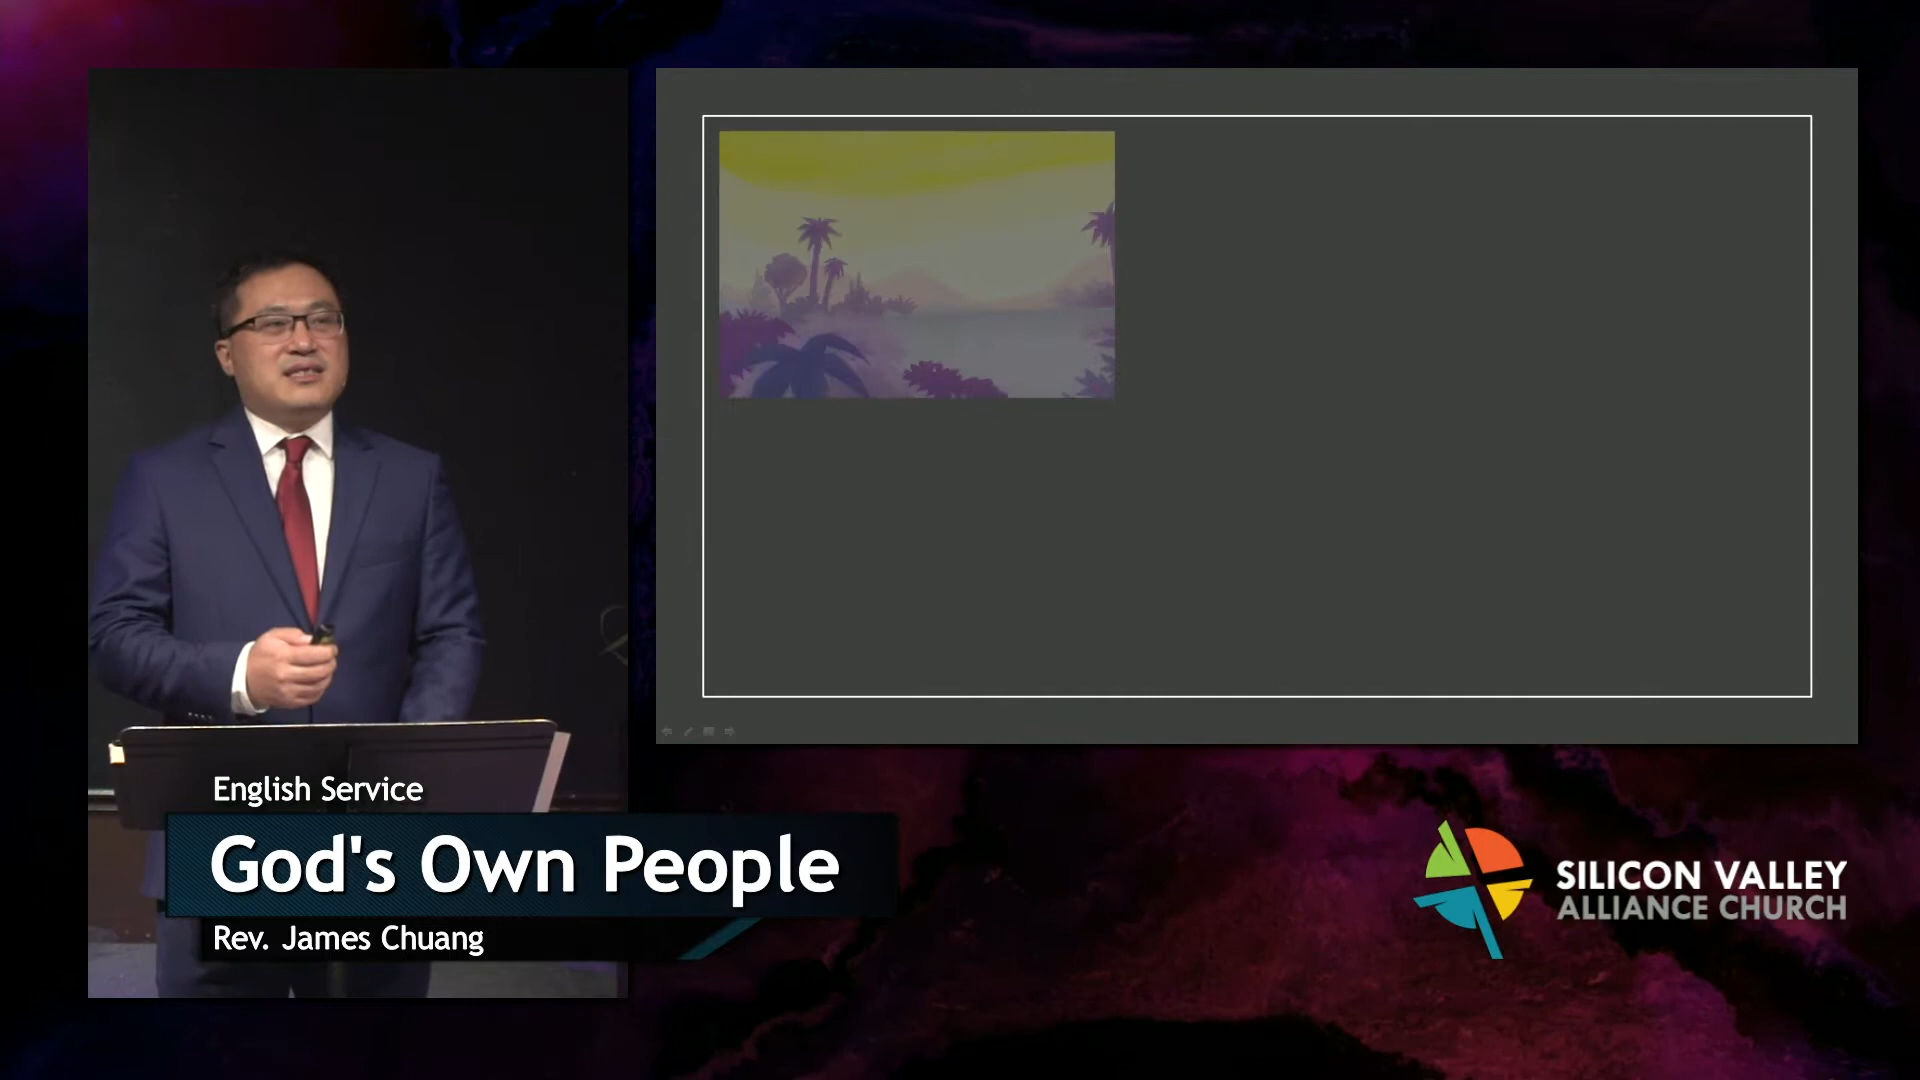 English Service
God's Own People
Rev. James Chuang
SILICON VALLEY
ALLIANCE CHURCH